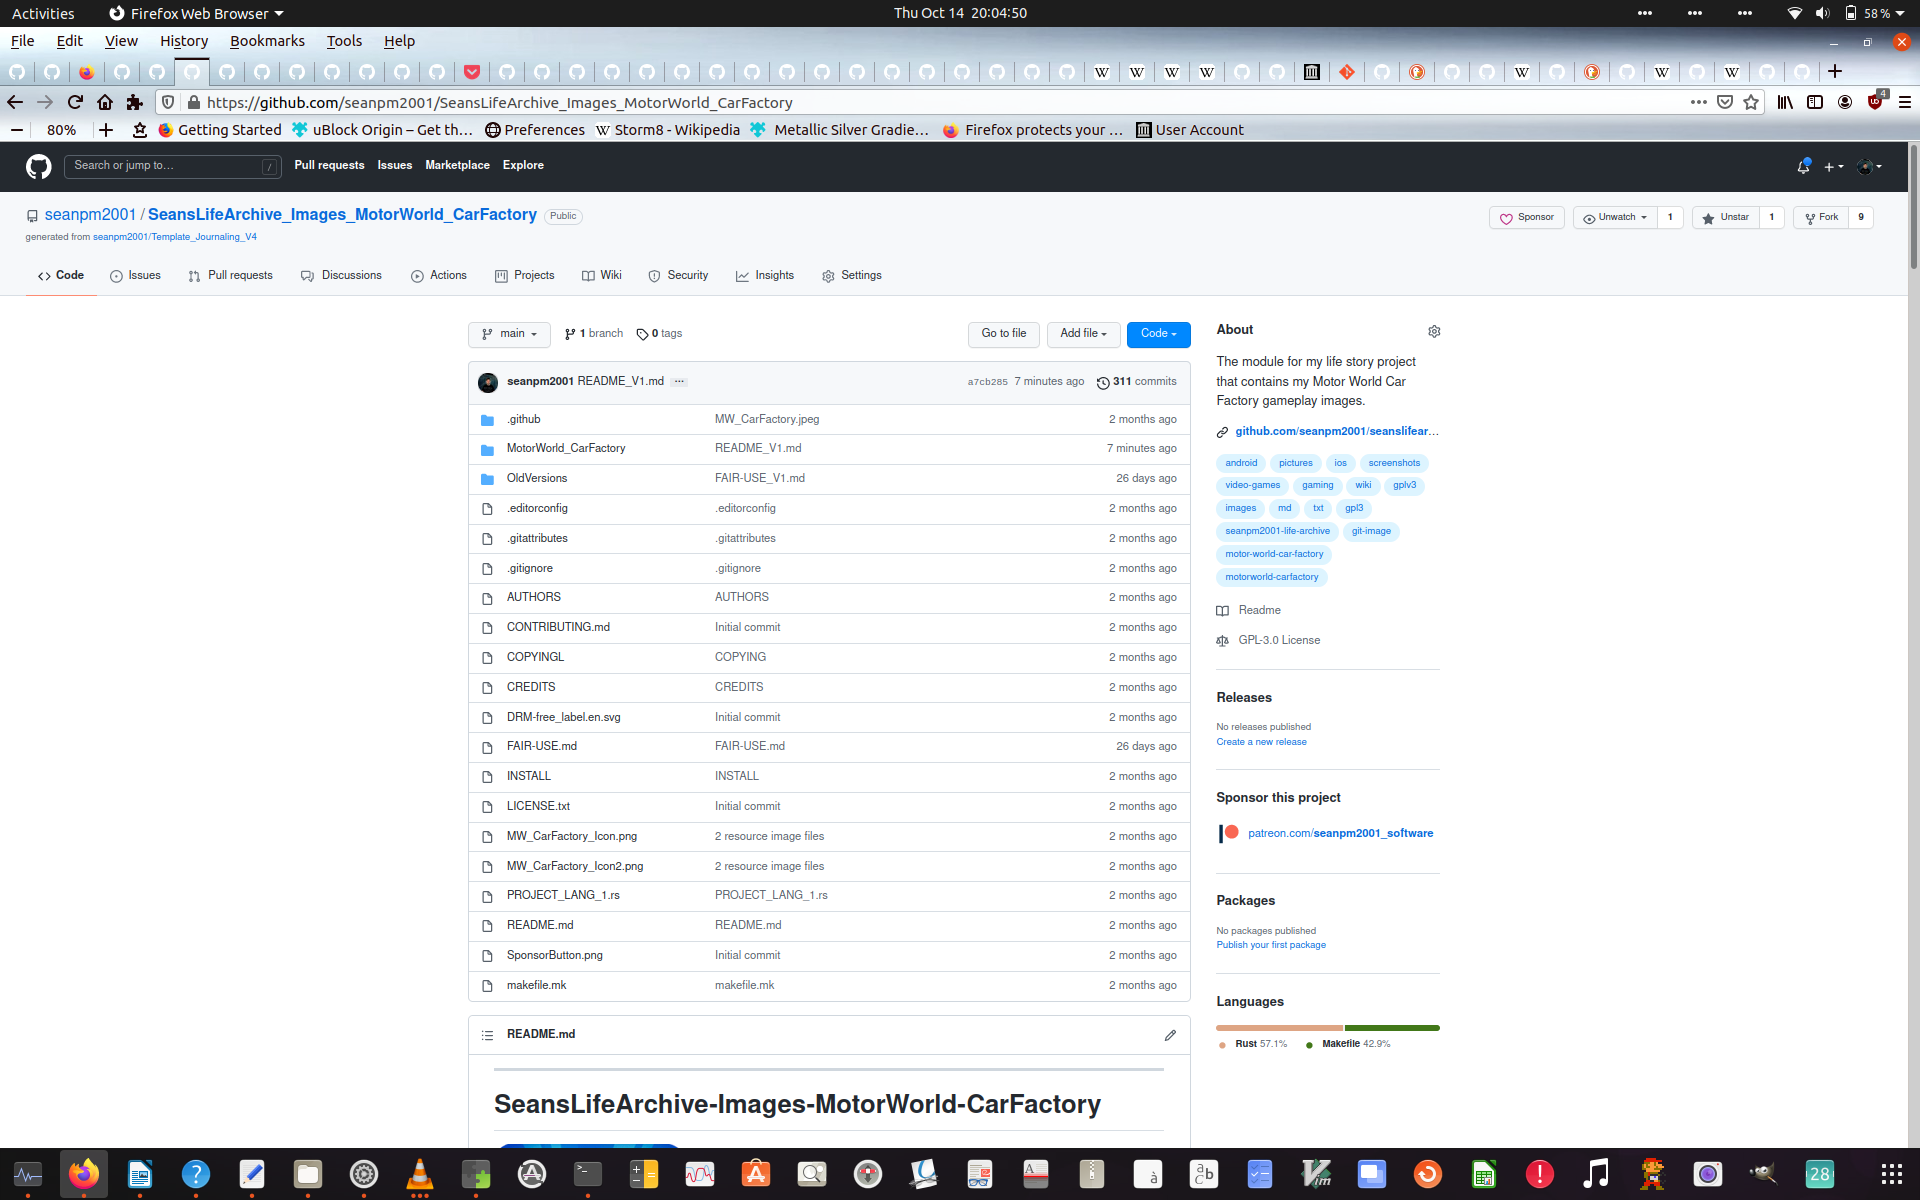 Activities Firefox Web Browser Thu Oct 14 20:04:50 58 %
File Edit View History Bookmarks Tools Help
https://github.com/seanpm2001/SeansLifeArchive_Images_MotorWorld_CarFactory 4
80% Getting Started uBlock Origin – Get th… Preferences Storm8 - Wikipedia Metallic Silver Gradie… Firefox protects your … User Account
Search or jump to… / Pull requests Issues Marketplace Explore
seanpm2001 / SeansLifeArchive_Images_MotorWorld_CarFactory Public Sponsor Unwatch 1 Unstar 1 Fork 9
generated from seanpm2001/Template_Journaling_V4
Code Issues Pull requests Discussions Actions Projects Wiki Security Insights Settings
main 1 branch 0 tags Go to file Add file Code
seanpm2001 README_V1.md ... a7cb285 7 minutes ago 311 commits
.github MW_CarFactory.jpeg 2 months ago
MotorWorld_CarFactory README_V1.md 7 minutes ago
OldVersions FAIR-USE_V1.md 26 days ago
.editorconfig .editorconfig 2 months ago
.gitattributes .gitattributes 2 months ago
.gitignore .gitignore 2 months ago
AUTHORS AUTHORS 2 months ago
CONTRIBUTING.md Initial commit 2 months ago
COPYINGL COPYING 2 months ago
CREDITS CREDITS 2 months ago
DRM-free_label.en.svg Initial commit 2 months ago
FAIR-USE.md FAIR-USE.md 26 days ago
INSTALL INSTALL 2 months ago
LICENSE.txt Initial commit 2 months ago
MW_CarFactory_Icon.png 2 resource image files 2 months ago
MW_CarFactory_Icon2.png 2 resource image files 2 months ago
PROJECT_LANG_1.rs PROJECT_LANG_1.rs 2 months ago
README.md README.md 2 months ago
SponsorButton.png Initial commit 2 months ago
makefile.mk makefile.mk 2 months ago
README.md
SeansLifeArchive-Images-MotorWorld-CarFactory
About
The module for my life story project
that contains my Motor World Car
Factory gameplay images.
github.com/seanpm2001/seanslifear…
android pictures ios screenshots
video-games gaming wiki gplv3
images md txt gpl3
seanpm2001-life-archive git-image
motor-world-car-factory
motorworld-carfactory
Readme
GPL-3.0 License
Releases
No releases published
Create a new release
Sponsor this project
patreon.com/seanpm2001_software
Packages
No packages published
Publish your first package
Languages
Rust 57.1% Makefile 42.9%
28